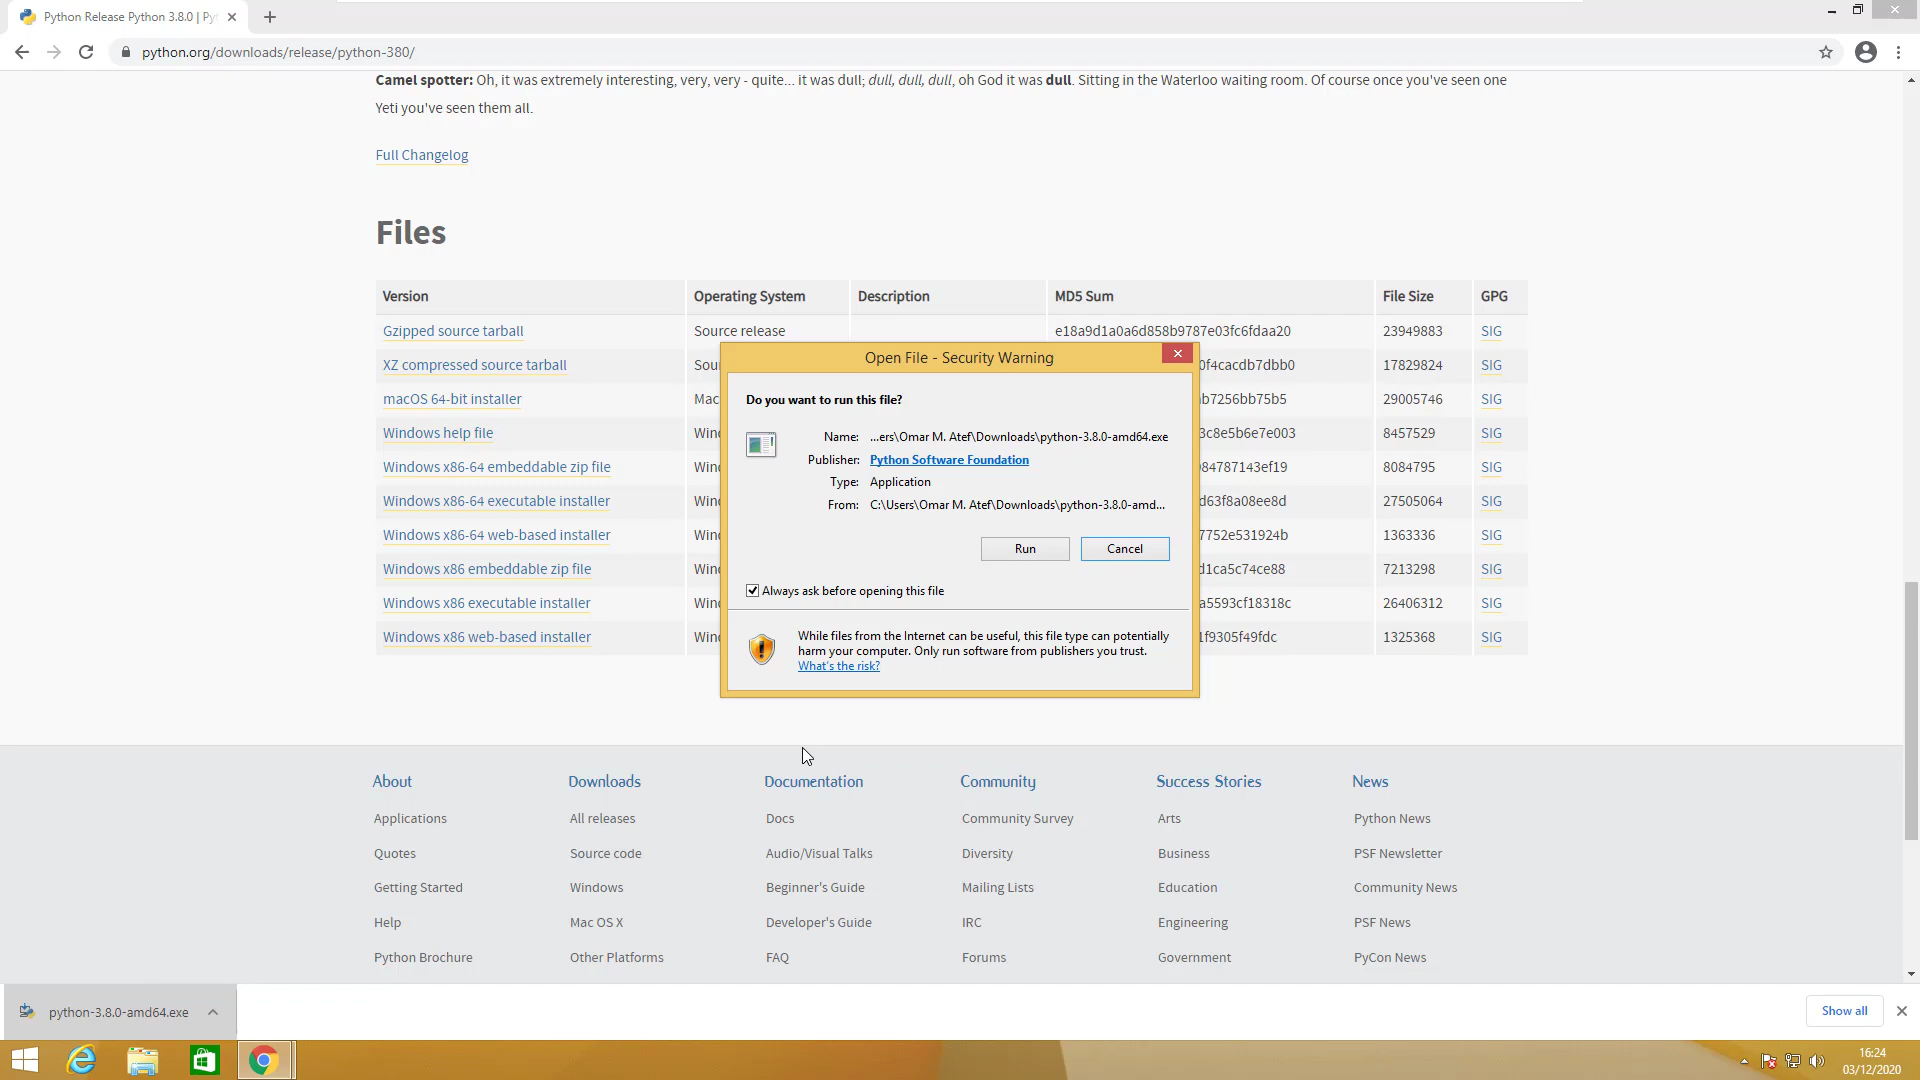 Python Release Python 3.8.0 | Py
python.org/downloads/release/python-380/
Camel spotter: Oh, it was extremely interesting, very, very - quite... it was dull; dull, dull, dull, oh God it was dull. Sitting in the Waterloo waiting room. Of course once you've seen one
Yeti you've seen them all.
Full Changelog
Files
Version Operating System Description MD5 Sum File Size GPG
Gzipped source tarball Source release e18a9d1a0a6d858b9787e03fc6fdaa20 23949883 SIG
XZ compressed source tarball Sou 0f4cacdb7dbb0 17829824 SIG
macOS 64-bit installer Mac b7256bb75b5 29005746 SIG
Windows help file Wind 3c8e5b6e7e003 8457529 SIG
Windows x86-64 embeddable zip file Wind 84787143ef19 8084795 SIG
Windows x86-64 executable installer Wind d63f8a08ee8d 27505064 SIG
Windows x86-64 web-based installer Wind 7752e531924b 1363336 SIG
Windows x86 embeddable zip file Wind d1ca5c74ce88 7213298 SIG
Windows x86 executable installer Wind a5593cf18318c 26406312 SIG
Windows x86 web-based installer Wind 1f9305f49fdc 1325368 SIG
Open File - Security Warning
Do you want to run this file?
Name: ...ers\Omar M. Atef\Downloads\python-3.8.0-amd64.exe
Publisher: Python Software Foundation
Type: Application
From: C:\Users\Omar M. Atef\Downloads\python-3.8.0-amd...
Run Cancel
Always ask before opening this file
While files from the Internet can be useful, this file type can potentially
harm your computer. Only run software from publishers you trust.
What's the risk?
About Downloads Documentation Community Success Stories News
Applications All releases Docs Community Survey Arts Python News
Quotes Source code Audio/Visual Talks Diversity Business PSF Newsletter
Getting Started Windows Beginner's Guide Mailing Lists Education Community News
Help Mac OS X Developer's Guide IRC Engineering PSF News
Python Brochure Other Platforms FAQ Forums Government PyCon News
python-3.8.0-amd64.exe Show all
16:24
03/12/2020